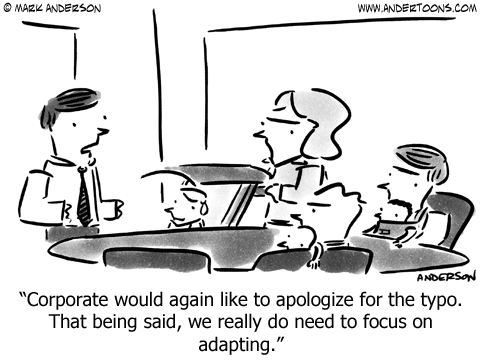 © MARK ANDERSON
WWW.ANDERTOONS.COM
ANDERSON
“Corporate would again like to apologize for the typo.
That being said, we really do need to focus on
adapting.”